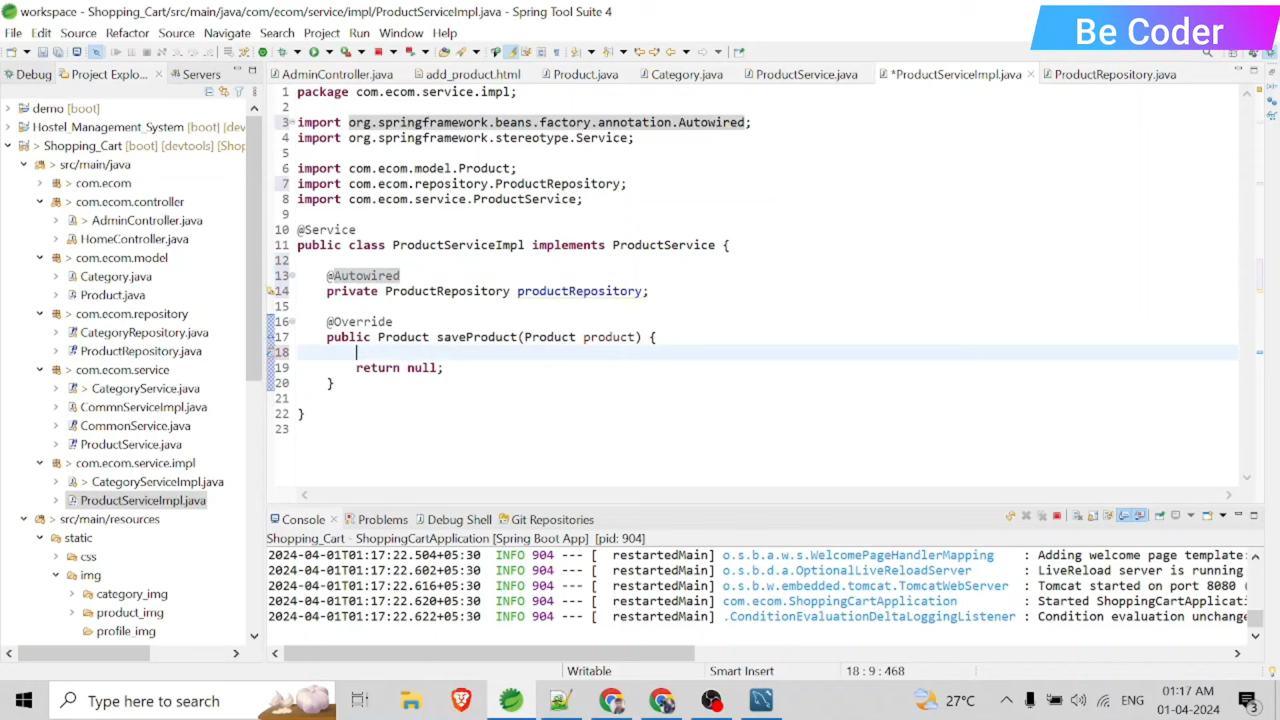 workspace - Shopping_Cart/src/main/java/com/ecom/service/impl/ProductServiceImpl.java - Spring Tool Suite 4
Be Coder
File Edit Source Refactor Navigate Search Project Run Window Help
Debug Project Explo... Servers
AdminController.java add_product.html Product.java Category.java ProductService.java *ProductServiceImpl.java ProductRepository.java
demo [boot]
Hostel_Management_System [boot] [dev
Shopping_Cart [boot] [devtools] [Shop
> src/main/java
> com.ecom
> com.ecom.controller
> AdminController.java
> HomeController.java
> com.ecom.model
> Category.java
> Product.java
> com.ecom.repository
> CategoryRepository.java
ProductRepository.java
> com.ecom.service
> CategoryService.java
CommnServiceImpl.java
CommonService.java
ProductService.java
> com.ecom.service.impl
> CategoryServiceImpl.java
ProductServiceImpl.java
> src/main/resources
> static
> css
> img
category_img
product_img
profile_img
1 package com.ecom.service.impl;
2
3 import org.springframework.beans.factory.annotation.Autowired;
4 import org.springframework.stereotype.Service;
5
6 import com.ecom.model.Product;
7 import com.ecom.repository.ProductRepository;
8 import com.ecom.service.ProductService;
9
10 @Service
11 public class ProductServiceImpl implements ProductService {
12
13 @Autowired
14 private ProductRepository productRepository;
15
16 @Override
17 public Product saveProduct(Product product) {
18
19 return null;
20 }
21
22 }
23
Console Problems Debug Shell Git Repositories
Shopping_Cart - ShoppingCartApplication [Spring Boot App] [pid: 904]
2024-04-01T01:17:22.504+05:30 INFO 904 --- [ restartedMain] o.s.b.a.w.s.WelcomePageHandlerMapping : Adding welcome page template:
2024-04-01T01:17:22.602+05:30 INFO 904 --- [ restartedMain] o.s.b.d.a.OptionalLiveReloadServer : LiveReload server is running
2024-04-01T01:17:22.616+05:30 INFO 904 --- [ restartedMain] o.s.b.w.embedded.tomcat.TomcatWebServer : Tomcat started on port 8080 (
2024-04-01T01:17:22.620+05:30 INFO 904 --- [ restartedMain] com.ecom.ShoppingCartApplication : Started ShoppingCartApplicati
2024-04-01T01:17:22.622+05:30 INFO 904 --- [ restartedMain] .ConditionEvaluationDeltaLoggingListener : Condition evaluation unchange
Writable Smart Insert 18 : 9 : 468
Type here to search
27°C
ENG
01:17 AM
01-04-2024
3